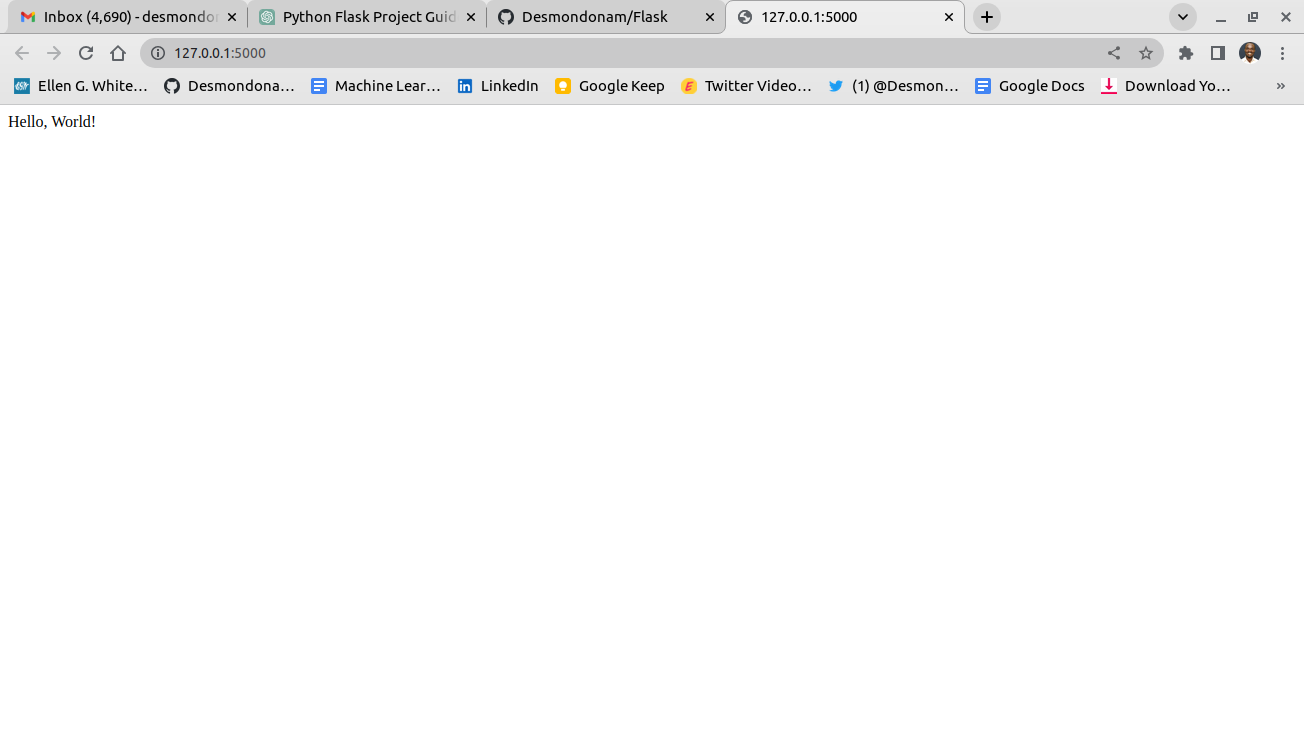 Inbox (4,690) - desmondo
Python Flask Project Guid
Desmondonam/Flask
127.0.0.1:5000
127.0.0.1:5000
Ellen G. White…
Desmondona…
Machine Lear…
LinkedIn
Google Keep
Twitter Video…
(1) @Desmon…
Google Docs
Download Yo…
»
Hello, World!